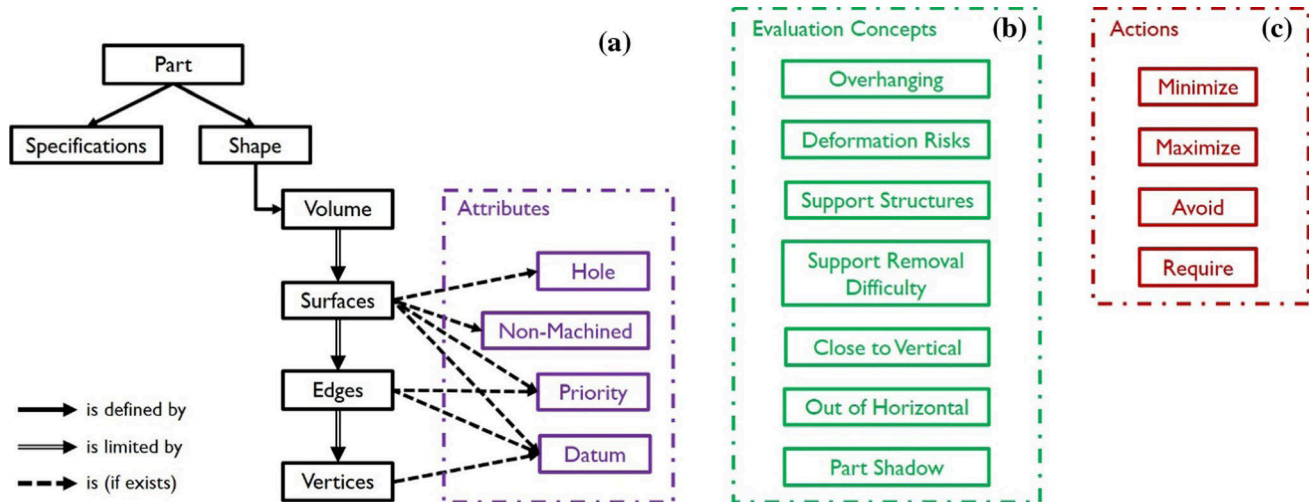 (a)
Part
Specifications
Shape
Volume
Surfaces
Edges
Vertices
Attributes
Hole
Non-Machined
Priority
Datum
is defined by
is limited by
is (if exists)
Evaluation Concepts
(b)
Overhanging
Deformation Risks
Support Structures
Support Removal
Difficulty
Close to Vertical
Out of Horizontal
Part Shadow
Actions
(c)
Minimize
Maximize
Avoid
Require